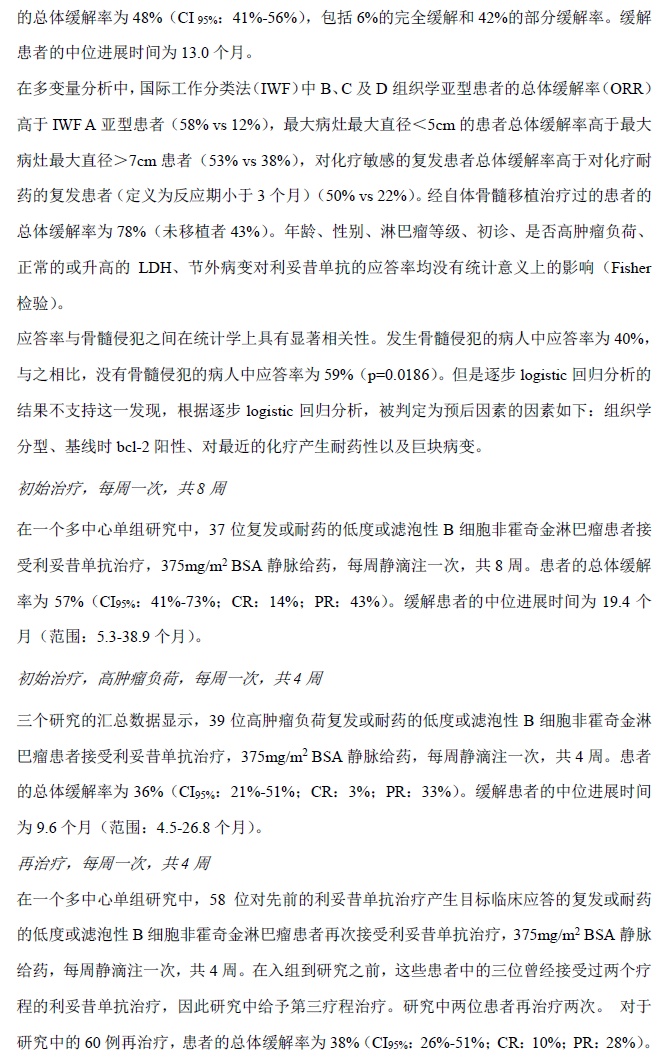 的总体缓解率为 48%（CI 95%：41%-56%），包括 6%的完全缓解和 42%的部分缓解率。缓解
患者的中位进展时间为 13.0 个月。
在多变量分析中，国际工作分类法（IWF）中 B、C 及 D 组织学亚型患者的总体缓解率（ORR）
高于 IWF A 亚型患者（58% vs 12%），最大病灶最大直径＜5cm 的患者总体缓解率高于最大
病灶最大直径＞7cm 患者（53% vs 38%），对化疗敏感的复发患者总体缓解率高于对化疗耐
药的复发患者（定义为反应期小于 3 个月）（50% vs 22%）。经自体骨髓移植治疗过的患者的
总体缓解率为 78%（未移植者 43%）。年龄、性别、淋巴瘤等级、初诊、是否高肿瘤负荷、
正常的或升高的 LDH、节外病变对利妥昔单抗的应答率均没有统计意义上的影响（Fisher
检验）。
应答率与骨髓侵犯之间在统计学上具有显著相关性。发生骨髓侵犯的病人中应答率为 40%，
与之相比，没有骨髓侵犯的病人中应答率为 59%（p=0.0186）。但是逐步 logistic 回归分析的
结果不支持这一发现，根据逐步 logistic 回归分析，被判定为预后因素的因素如下：组织学
分型、基线时 bcl-2 阳性、对最近的化疗产生耐药性以及巨块病变。
初始治疗，每周一次，共 8 周
在一个多中心单组研究中，37 位复发或耐药的低度或滤泡性 B 细胞非霍奇金淋巴瘤患者接
受利妥昔单抗治疗，375mg/m² BSA 静脉给药，每周静滴注一次，共 8 周。患者的总体缓解
率为 57%（CI95%：41%-73%；CR：14%；PR：43%）。缓解患者的中位进展时间为 19.4 个
月（范围：5.3-38.9 个月）。
初始治疗，高肿瘤负荷，每周一次，共 4 周
三个研究的汇总数据显示，39 位高肿瘤负荷复发或耐药的低度或滤泡性 B 细胞非霍奇金淋
巴瘤患者接受利妥昔单抗治疗，375mg/m² BSA 静脉给药，每周静滴注一次，共 4 周。患者
的总体缓解率为 36%（CI95%：21%-51%；CR：3%；PR：33%）。缓解患者的中位进展时间
为 9.6 个月（范围：4.5-26.8 个月）。
再治疗，每周一次，共 4 周
在一个多中心单组研究中，58 位对先前的利妥昔单抗治疗产生目标临床应答的复发或耐药
的低度或滤泡性 B 细胞非霍奇金淋巴瘤患者再次接受利妥昔单抗治疗，375mg/m² BSA 静脉
给药，每周静滴注一次，共 4 周。在入组到研究之前，这些患者中的三位曾经接受过两个疗
程的利妥昔单抗治疗，因此研究中给予第三疗程治疗。研究中两位患者再治疗两次。 对于
研究中的 60 例再治疗，患者的总体缓解率为 38%（CI95%：26%-51%；CR：10%；PR：28%）。